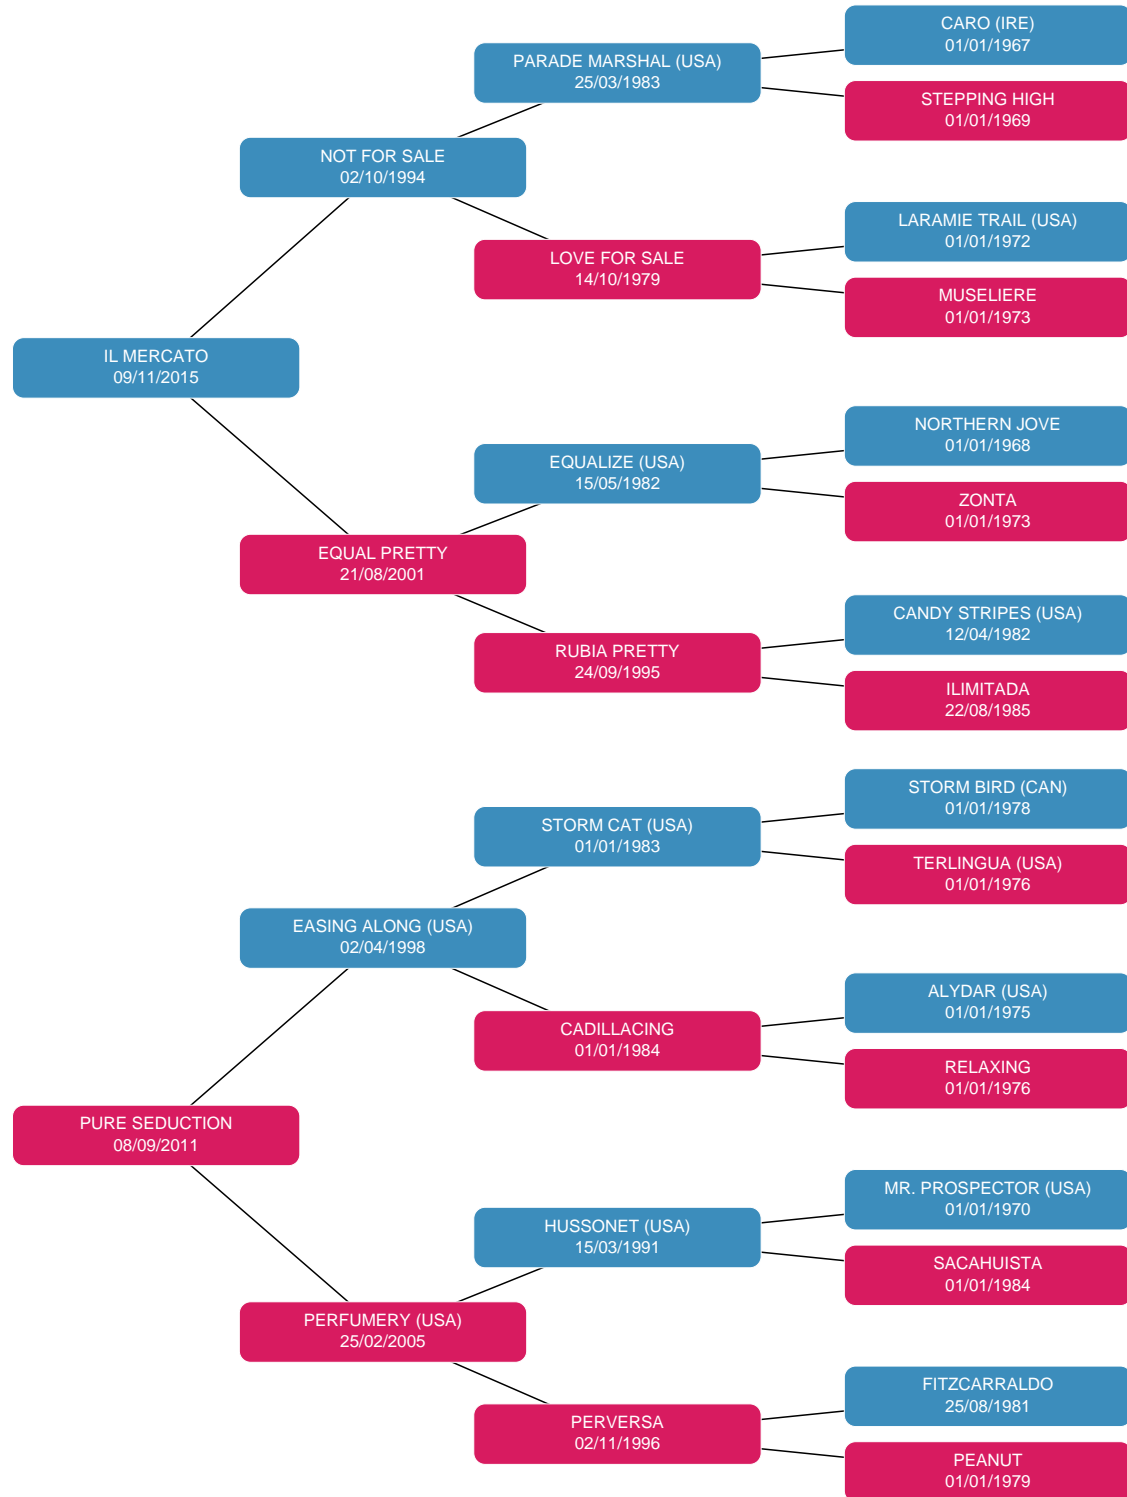 CARO (IRE)
01/01/1967
PARADE MARSHAL (USA)
25/03/1983
STEPPING HIGH
01/01/1969
NOT FOR SALE
02/10/1994
LARAMIE TRAIL (USA)
01/01/1972
LOVE FOR SALE
14/10/1979
MUSELIERE
01/01/1973
IL MERCATO
09/11/2015
NORTHERN JOVE
01/01/1968
EQUALIZE (USA)
15/05/1982
ZONTA
01/01/1973
EQUAL PRETTY
21/08/2001
CANDY STRIPES (USA)
12/04/1982
RUBIA PRETTY
24/09/1995
ILIMITADA
22/08/1985
STORM BIRD (CAN)
01/01/1978
STORM CAT (USA)
01/01/1983
TERLINGUA (USA)
01/01/1976
EASING ALONG (USA)
02/04/1998
ALYDAR (USA)
01/01/1975
CADILLACING
01/01/1984
RELAXING
01/01/1976
PURE SEDUCTION
08/09/2011
MR. PROSPECTOR (USA)
01/01/1970
HUSSONET (USA)
15/03/1991
SACAHUISTA
01/01/1984
PERFUMERY (USA)
25/02/2005
FITZCARRALDO
25/08/1981
PERVERSA
02/11/1996
PEANUT
01/01/1979